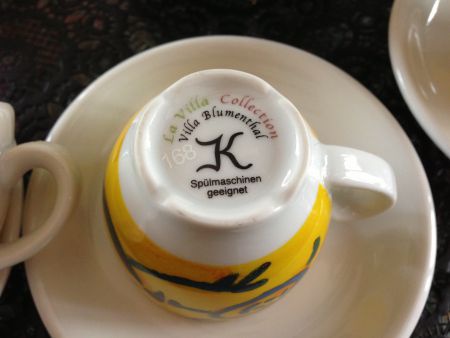 La Villa Collection
Villa Blumenthal
168
K
Spülmaschinen
geeignet